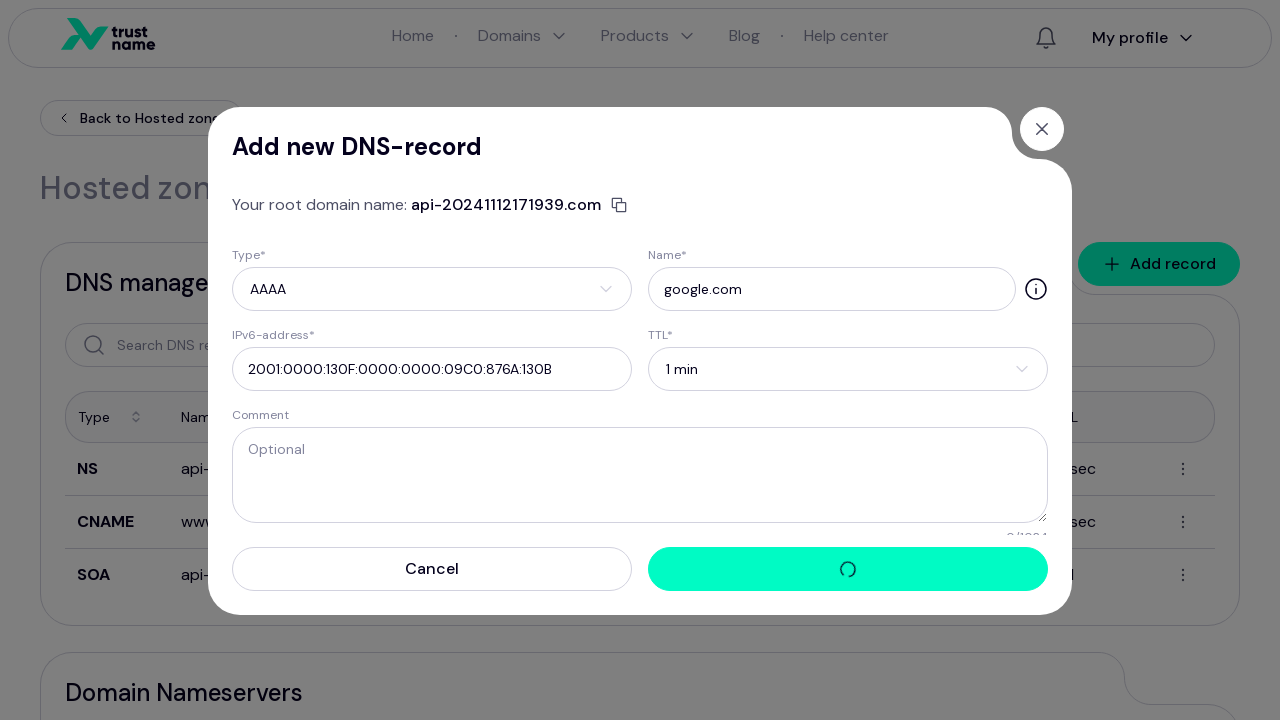 trust
name
Home · Domains Products Blog · Help center
My profile
Back to Hosted zon
Hosted zon
Add new DNS-record
Your root domain name: api-20241112171939.com
DNS manage
Add record
Type* Name*
AAAA google.com
IPv6-address* TTL*
2001:0000:130F:0000:0000:09C0:876A:130B 1 min
Search DNS re
Type Nam L
Comment
Optional
NS api- sec
CNAME www sec
SOA api-
Cancel
Domain Nameservers